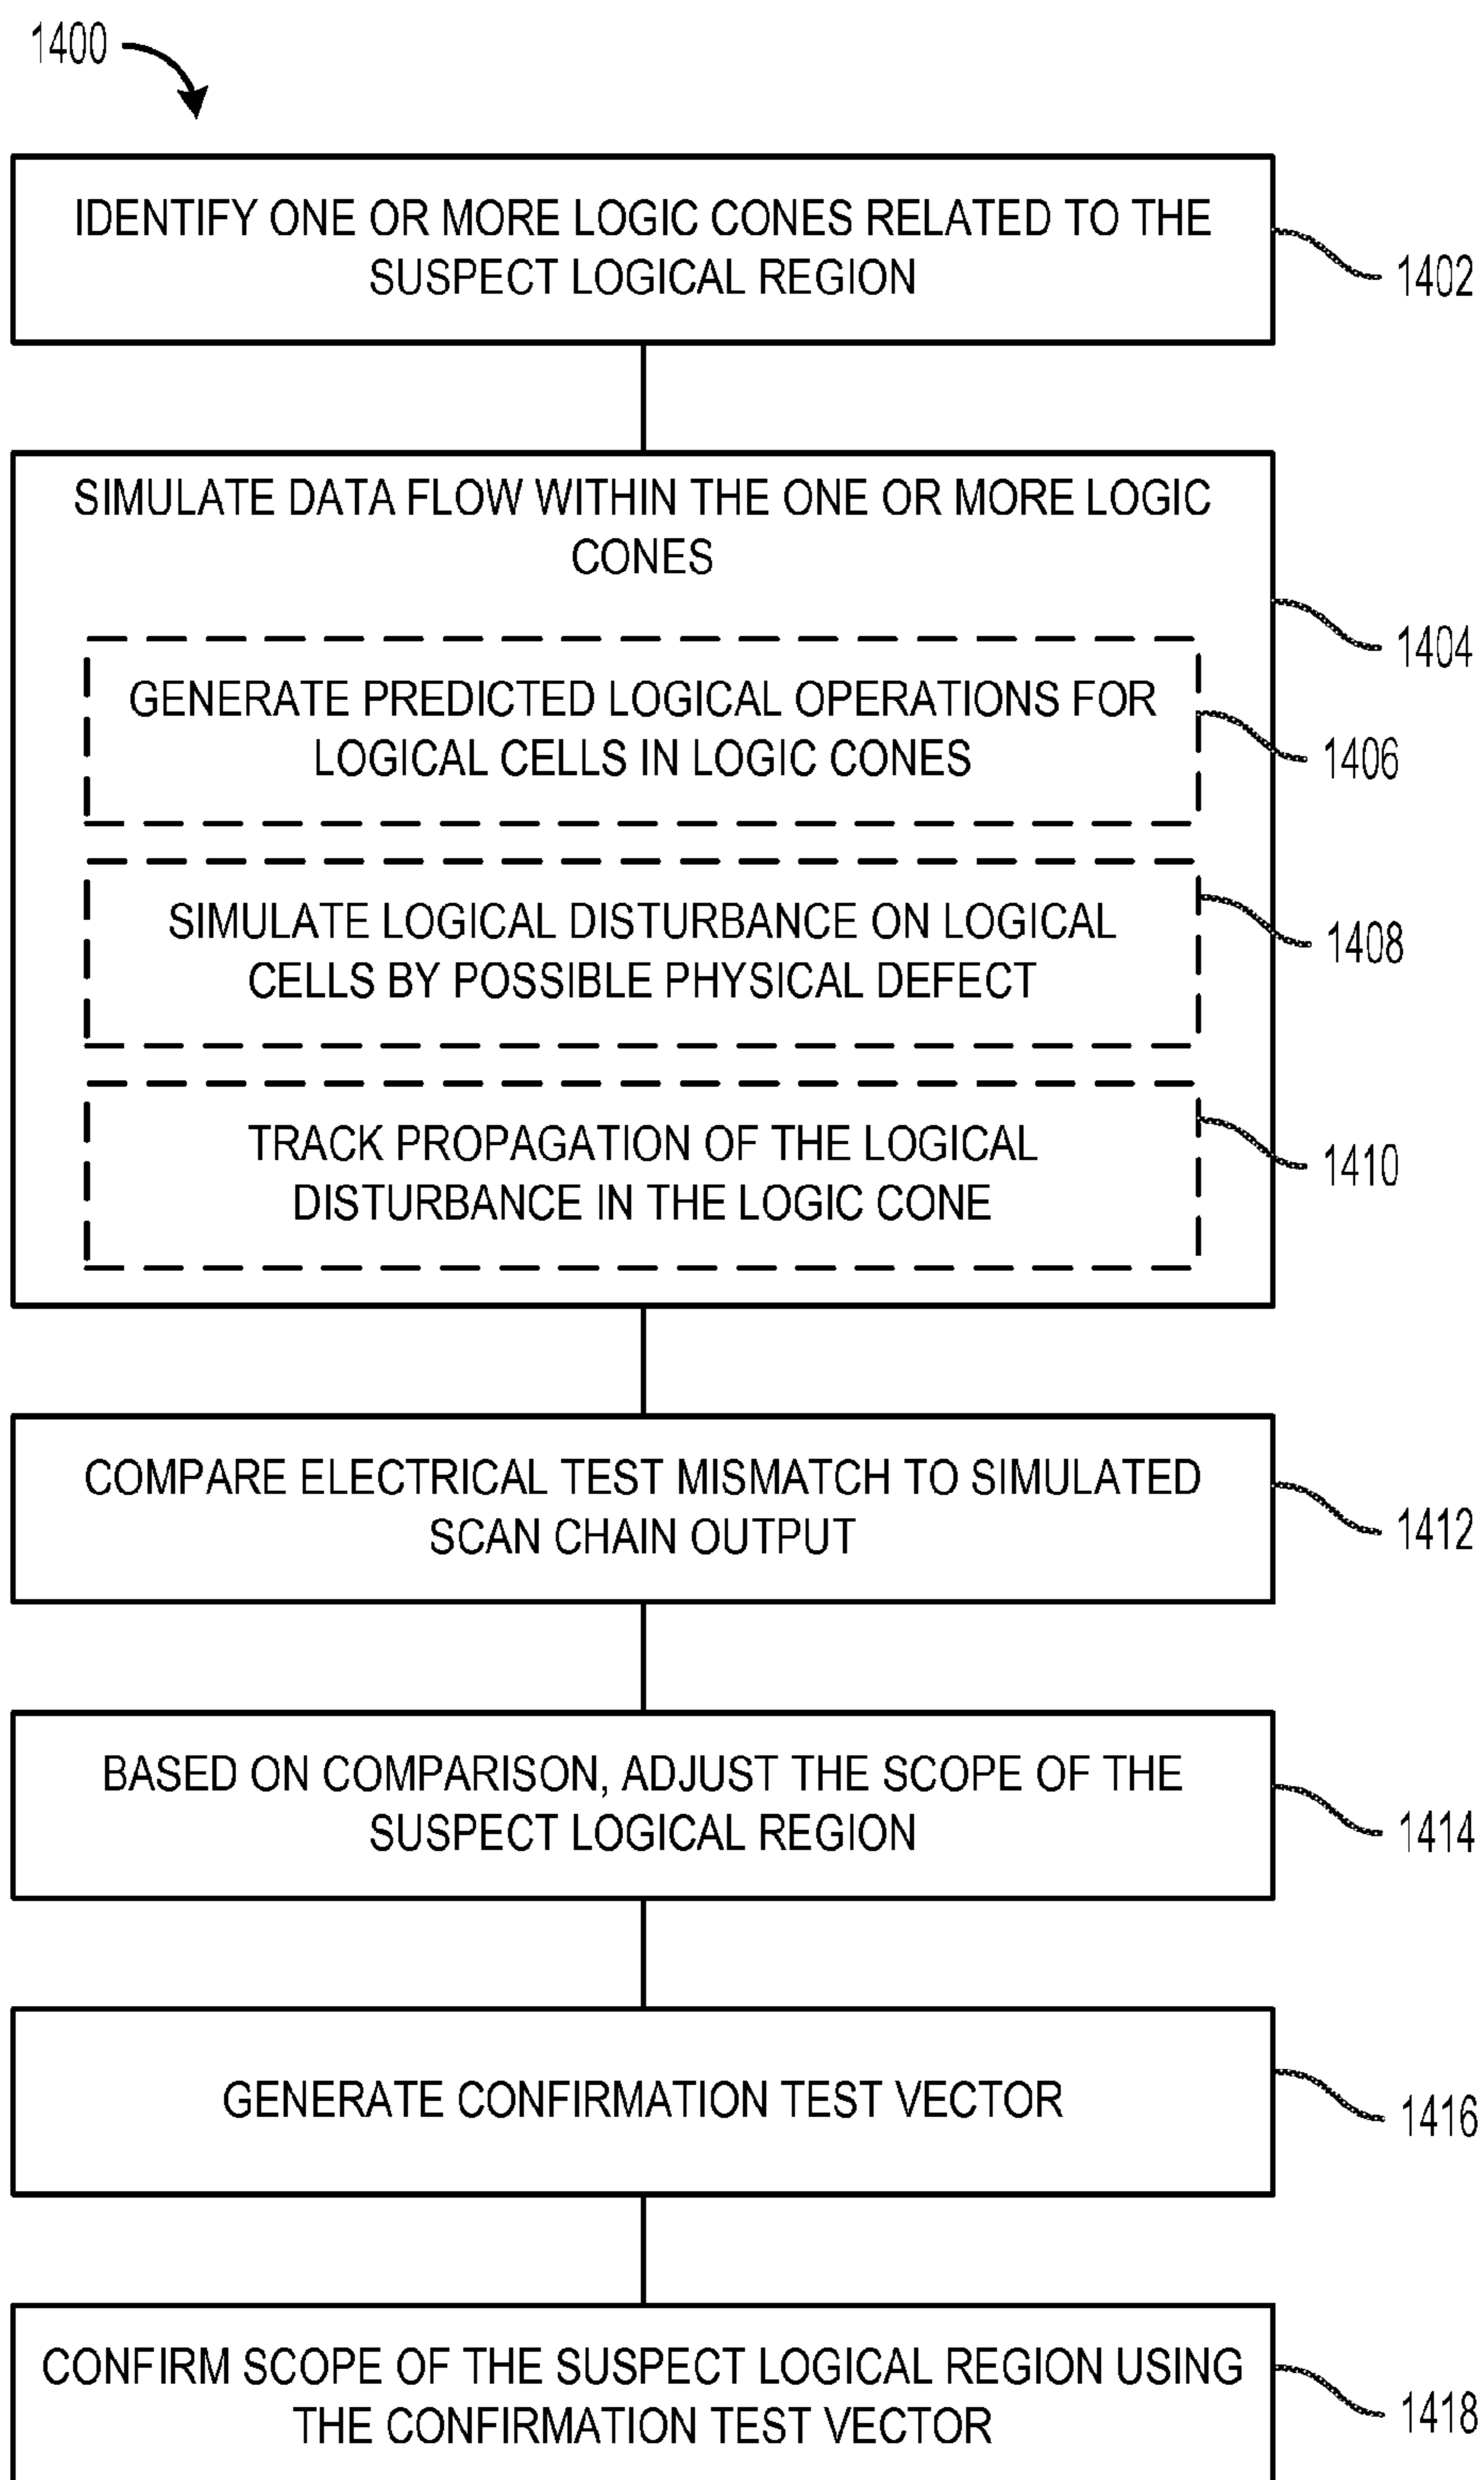 1400
IDENTIFY ONE OR MORE LOGIC CONES RELATED TO THE
SUSPECT LOGICAL REGION
1402
SIMULATE DATA FLOW WITHIN THE ONE OR MORE LOGIC
CONES
1404
GENERATE PREDICTED LOGICAL OPERATIONS FOR
LOGICAL CELLS IN LOGIC CONES
1406
SIMULATE LOGICAL DISTURBANCE ON LOGICAL
CELLS BY POSSIBLE PHYSICAL DEFECT
1408
TRACK PROPAGATION OF THE LOGICAL
DISTURBANCE IN THE LOGIC CONE
1410
COMPARE ELECTRICAL TEST MISMATCH TO SIMULATED
SCAN CHAIN OUTPUT
1412
BASED ON COMPARISON, ADJUST THE SCOPE OF THE
SUSPECT LOGICAL REGION
1414
GENERATE CONFIRMATION TEST VECTOR
1416
CONFIRM SCOPE OF THE SUSPECT LOGICAL REGION USING
THE CONFIRMATION TEST VECTOR
1418